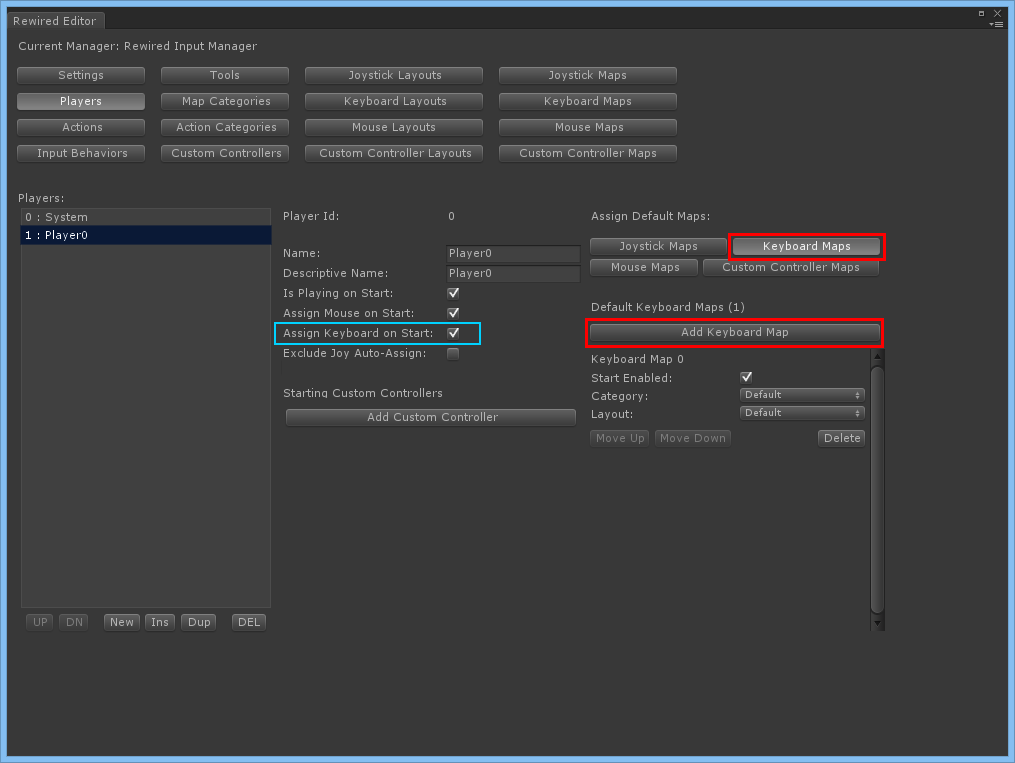 Rewired Editor
Current Manager: Rewired Input Manager
Settings Tools Joystick Layouts Joystick Maps
Players Map Categories Keyboard Layouts Keyboard Maps
Actions Action Categories Mouse Layouts Mouse Maps
Input Behaviors Custom Controllers Custom Controller Layouts Custom Controller Maps
Players:
0 : System
1 : Player0
UP DN New Ins Dup DEL
Player Id: 0
Name: Player0
Descriptive Name: Player0
Is Playing on Start:
Assign Mouse on Start:
Assign Keyboard on Start:
Exclude Joy Auto-Assign:
Starting Custom Controllers
Add Custom Controller
Assign Default Maps:
Joystick Maps Keyboard Maps
Mouse Maps Custom Controller Maps
Default Keyboard Maps (1)
Add Keyboard Map
Keyboard Map 0
Start Enabled:
Category: Default
Layout: Default
Move Up Move Down Delete